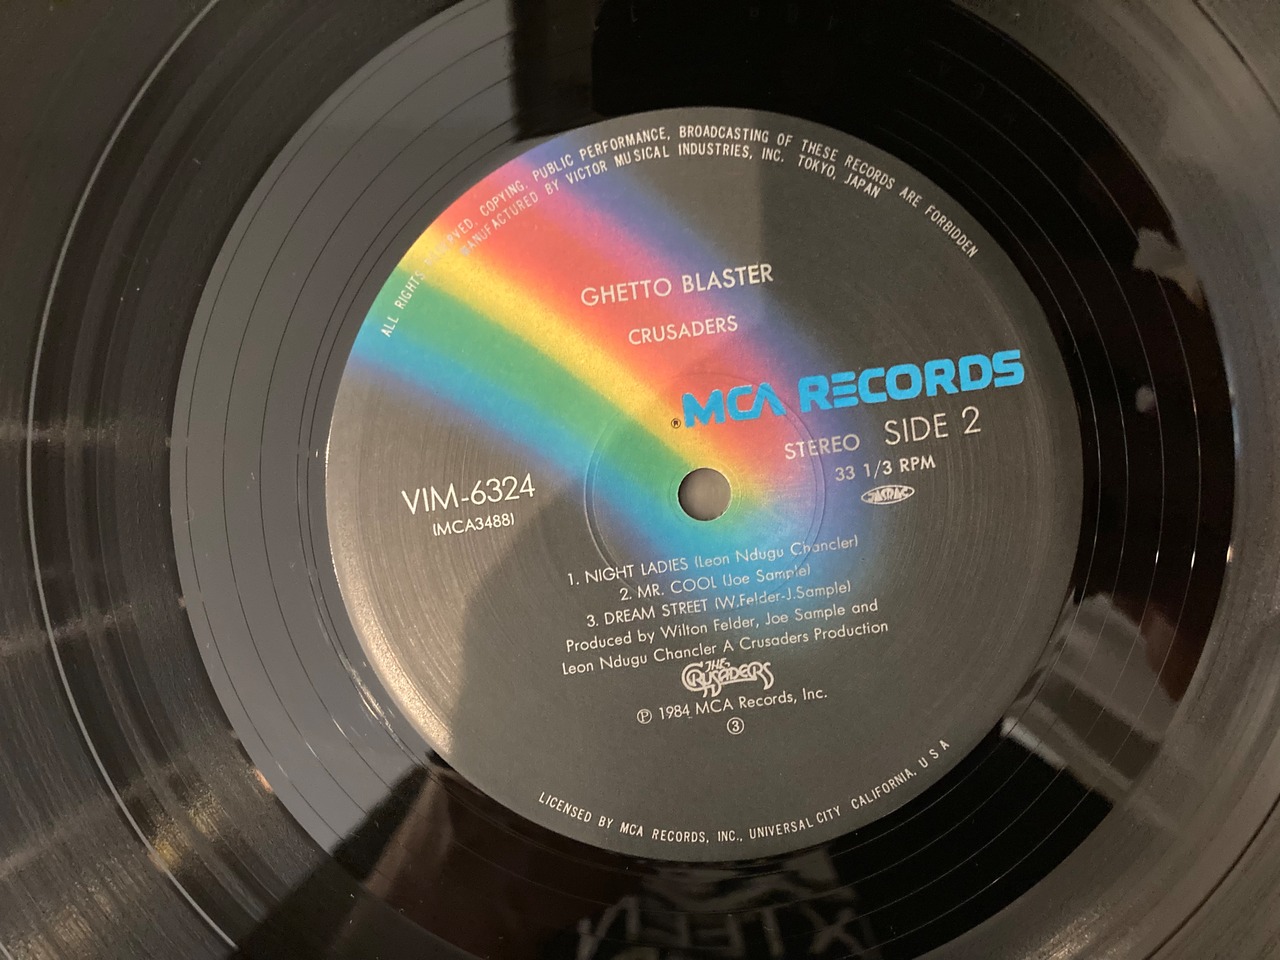 ALL RIGHTS RESERVED. COPYING, PUBLIC PERFORMANCE, BROADCASTING OF THESE RECORDS ARE FORBIDDEN
MANUFACTURED BY VICTOR MUSICAL INDUSTRIES, INC. TOKYO, JAPAN
GHETTO BLASTER
CRUSADERS
® MCA RECORDS
STEREO SIDE 2
33 1/3 RPM
JASRAC
VIM-6324
(MCA3488)
1. NIGHT LADIES (Leon Ndugu Chancler)
2. MR. COOL (Joe Sample)
3. DREAM STREET (W.Felder-J.Sample)
Produced by Wilton Felder, Joe Sample and
Leon Ndugu Chancler A Crusaders Production
THE CRUSADERS
℗ 1984 MCA Records, Inc.
③
LICENSED BY MCA RECORDS, INC., UNIVERSAL CITY CALIFORNIA, U S A